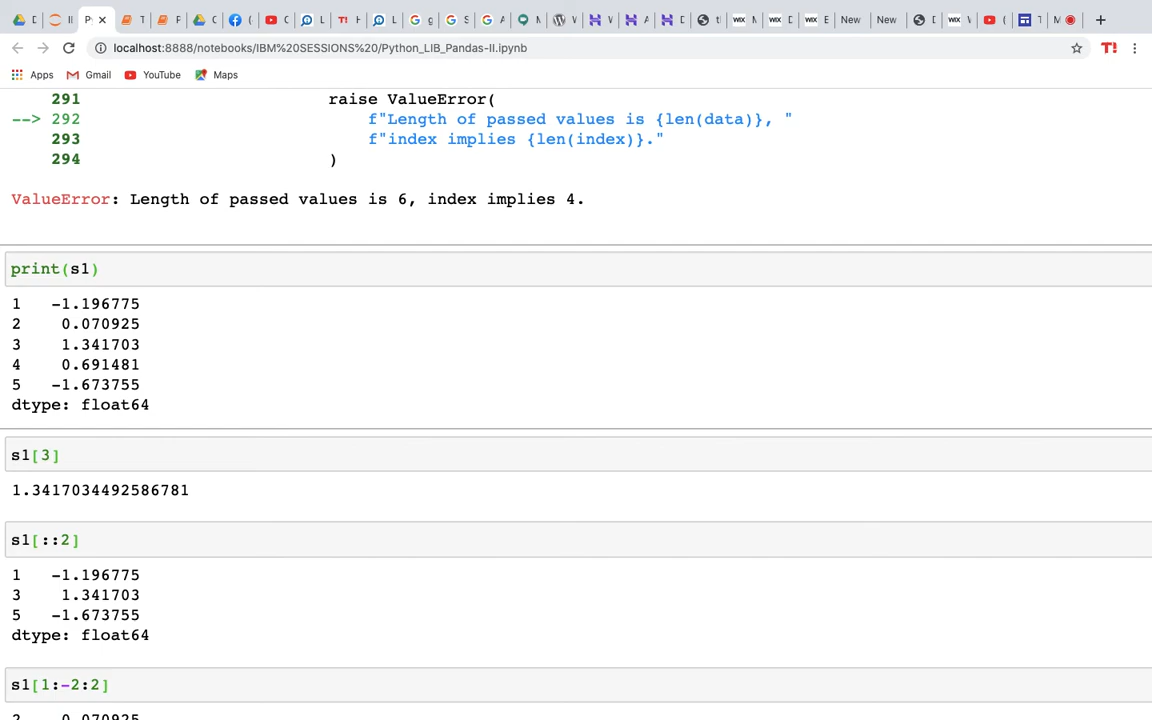 localhost:8888/notebooks/IBM%20SESSIONS%20/Python_LIB_Pandas-II.ipynb
Apps Gmail YouTube Maps
291 raise ValueError(
--> 292 f"Length of passed values is {len(data)}, "
293 f"index implies {len(index)}."
294 )
ValueError: Length of passed values is 6, index implies 4.
print(s1)
1 -1.196775
2 0.070925
3 1.341703
4 0.691481
5 -1.673755
dtype: float64
s1[3]
1.3417034492586781
s1[::2]
1 -1.196775
3 1.341703
5 -1.673755
dtype: float64
s1[1:-2:2]
2 0.070925